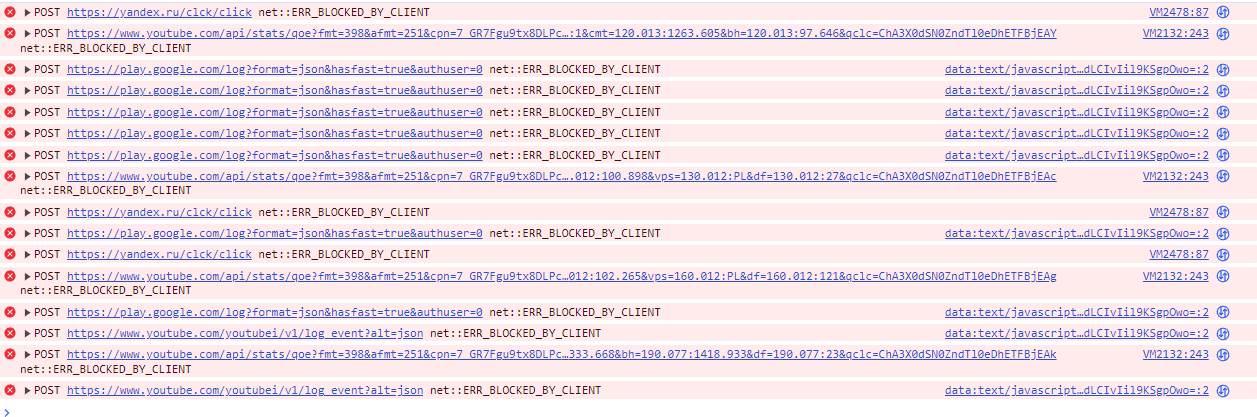 POST https://yandex.ru/clck/click net::ERR_BLOCKED_BY_CLIENT VM2478:87
POST https://www.youtube.com/api/stats/qoe?fmt=398&afmt=251&cpn=7_GR7Fgu9tx8DLPc…:1&cmt=120.013:1263.605&bh=120.013:97.646&qclc=ChA3X0dSN0ZndTl0eDhETFBjEAY VM2132:243
net::ERR_BLOCKED_BY_CLIENT
POST https://play.google.com/log?format=json&hasfast=true&authuser=0 net::ERR_BLOCKED_BY_CLIENT data:text/javascript…dLCIvIil9KSgpOwo=:2
POST https://play.google.com/log?format=json&hasfast=true&authuser=0 net::ERR_BLOCKED_BY_CLIENT data:text/javascript…dLCIvIil9KSgpOwo=:2
POST https://play.google.com/log?format=json&hasfast=true&authuser=0 net::ERR_BLOCKED_BY_CLIENT data:text/javascript…dLCIvIil9KSgpOwo=:2
POST https://play.google.com/log?format=json&hasfast=true&authuser=0 net::ERR_BLOCKED_BY_CLIENT data:text/javascript…dLCIvIil9KSgpOwo=:2
POST https://play.google.com/log?format=json&hasfast=true&authuser=0 net::ERR_BLOCKED_BY_CLIENT data:text/javascript…dLCIvIil9KSgpOwo=:2
POST https://www.youtube.com/api/stats/qoe?fmt=398&afmt=251&cpn=7_GR7Fgu9tx8DLPc….012:100.898&vps=130.012:PL&df=130.012:27&qclc=ChA3X0dSN0ZndTl0eDhETFBjEAc VM2132:243
net::ERR_BLOCKED_BY_CLIENT
POST https://yandex.ru/clck/click net::ERR_BLOCKED_BY_CLIENT VM2478:87
POST https://play.google.com/log?format=json&hasfast=true&authuser=0 net::ERR_BLOCKED_BY_CLIENT data:text/javascript…dLCIvIil9KSgpOwo=:2
POST https://yandex.ru/clck/click net::ERR_BLOCKED_BY_CLIENT VM2478:87
POST https://www.youtube.com/api/stats/qoe?fmt=398&afmt=251&cpn=7_GR7Fgu9tx8DLPc…012:102.265&vps=160.012:PL&df=160.012:121&qclc=ChA3X0dSN0ZndTl0eDhETFBjEAg VM2132:243
net::ERR_BLOCKED_BY_CLIENT
POST https://play.google.com/log?format=json&hasfast=true&authuser=0 net::ERR_BLOCKED_BY_CLIENT data:text/javascript…dLCIvIil9KSgpOwo=:2
POST https://www.youtube.com/youtubei/v1/log_event?alt=json net::ERR_BLOCKED_BY_CLIENT data:text/javascript…dLCIvIil9KSgpOwo=:2
POST https://www.youtube.com/api/stats/qoe?fmt=398&afmt=251&cpn=7_GR7Fgu9tx8DLPc…333.668&bh=190.077:1418.933&df=190.077:23&qclc=ChA3X0dSN0ZndTl0eDhETFBjEAk VM2132:243
net::ERR_BLOCKED_BY_CLIENT
POST https://www.youtube.com/youtubei/v1/log_event?alt=json net::ERR_BLOCKED_BY_CLIENT data:text/javascript…dLCIvIil9KSgpOwo=:2